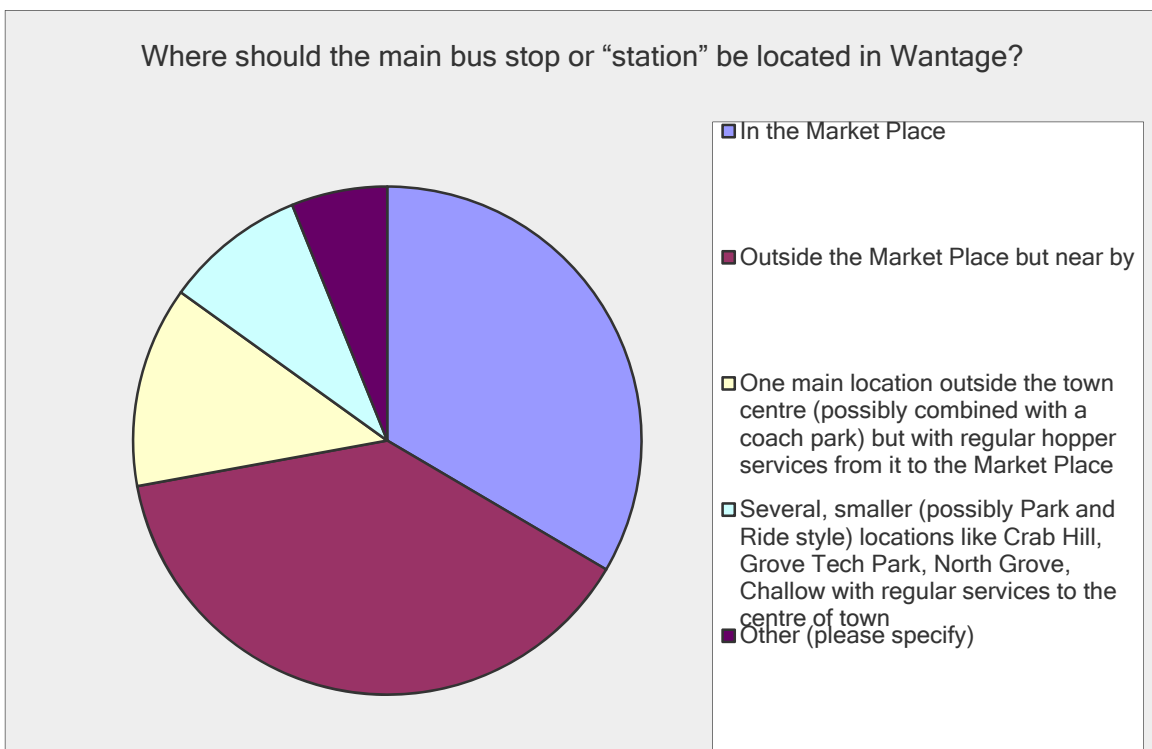 Where should the main bus stop or “station” be located in Wantage?
In the Market Place
Outside the Market Place but near by
One main location outside the town
centre (possibly combined with a
coach park) but with regular hopper
services from it to the Market Place
Several, smaller (possibly Park and
Ride style) locations like Crab Hill,
Grove Tech Park, North Grove,
Challow with regular services to the
centre of town
Other (please specify)